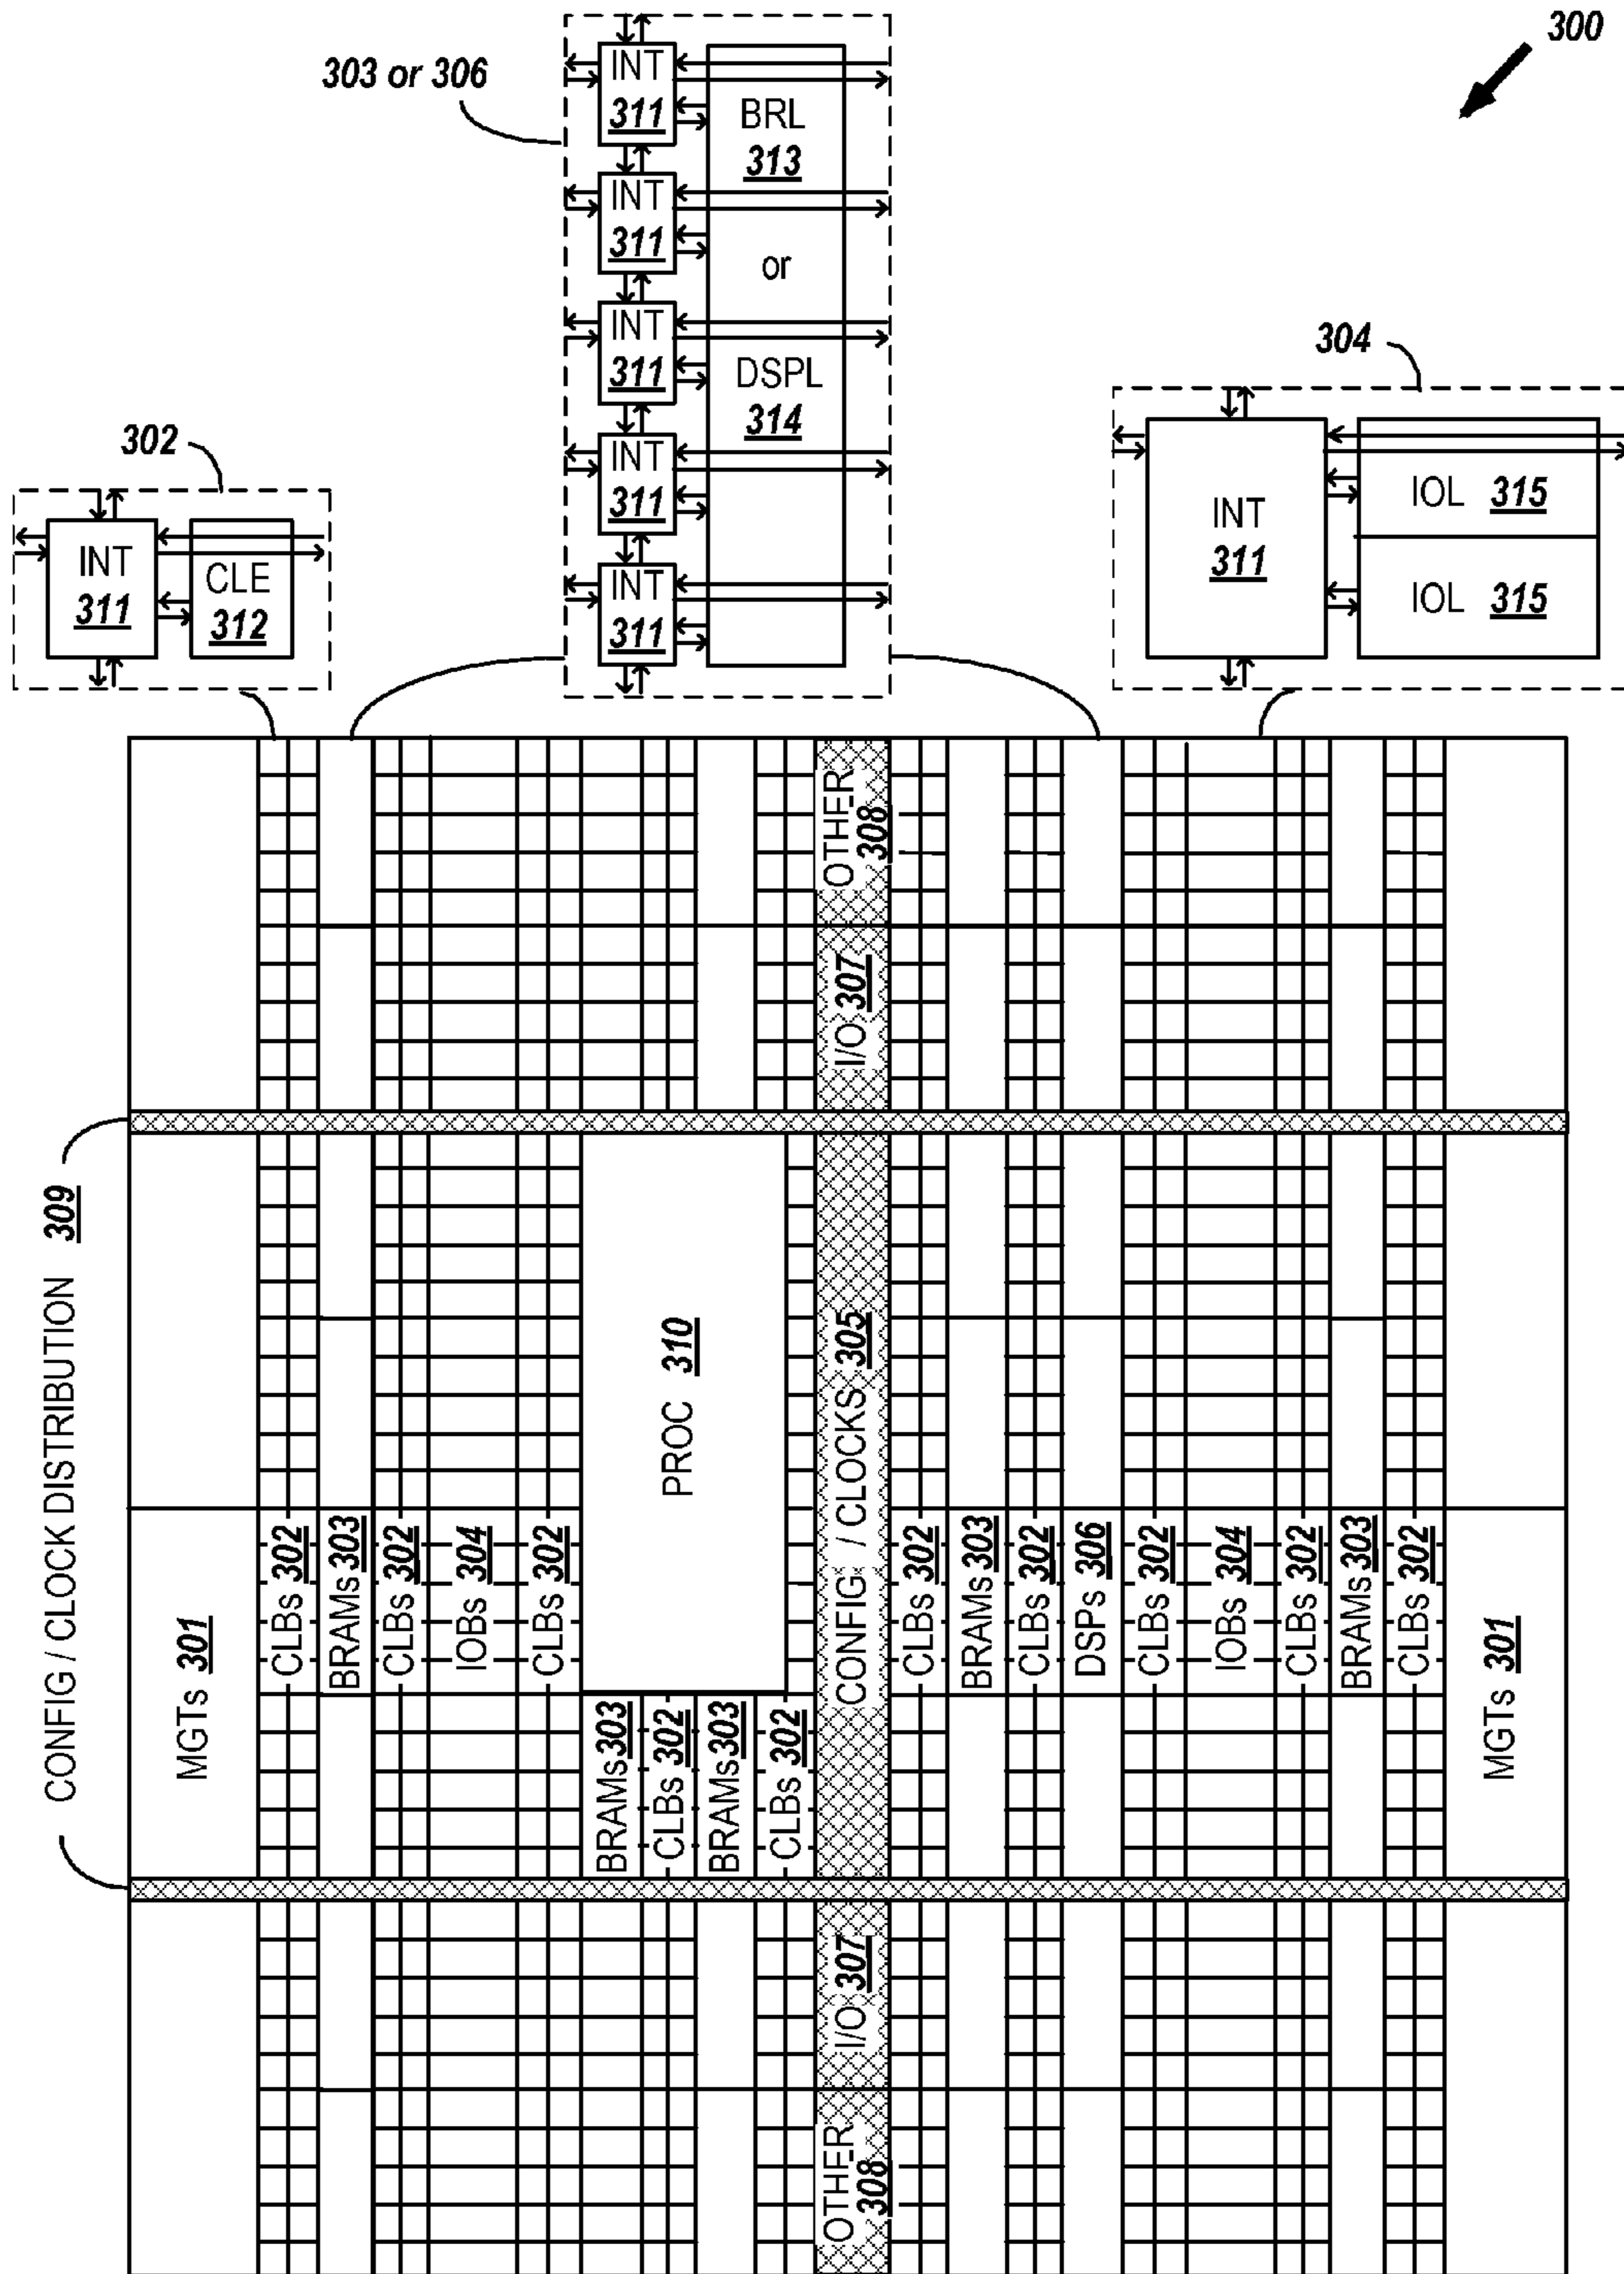 300
303 or 306
INT
311
INT
311
INT
311
INT
311
INT
311
BRL
313
or
DSPL
314
304
INT
311
IOL 315
IOL 315
302
INT
311
CLE
312
OTHER
308
I/O 307
CONFIG / CLOCK DISTRIBUTION 309
MGTs 301
CLBs 302
BRAMs 303
CLBs 302
IOBs 304
CLBs 302
PROC 310
BRAMs 303
CLBs 302
BRAMs 303
CLBs 302
CONFIG / CLOCKS 305
CLBs 302
BRAMs 303
CLBs 302
DSPs 306
CLBs 302
IOBs 304
CLBs 302
BRAMs 303
CLBs 302
MGTs 301
I/O 307
OTHER
308